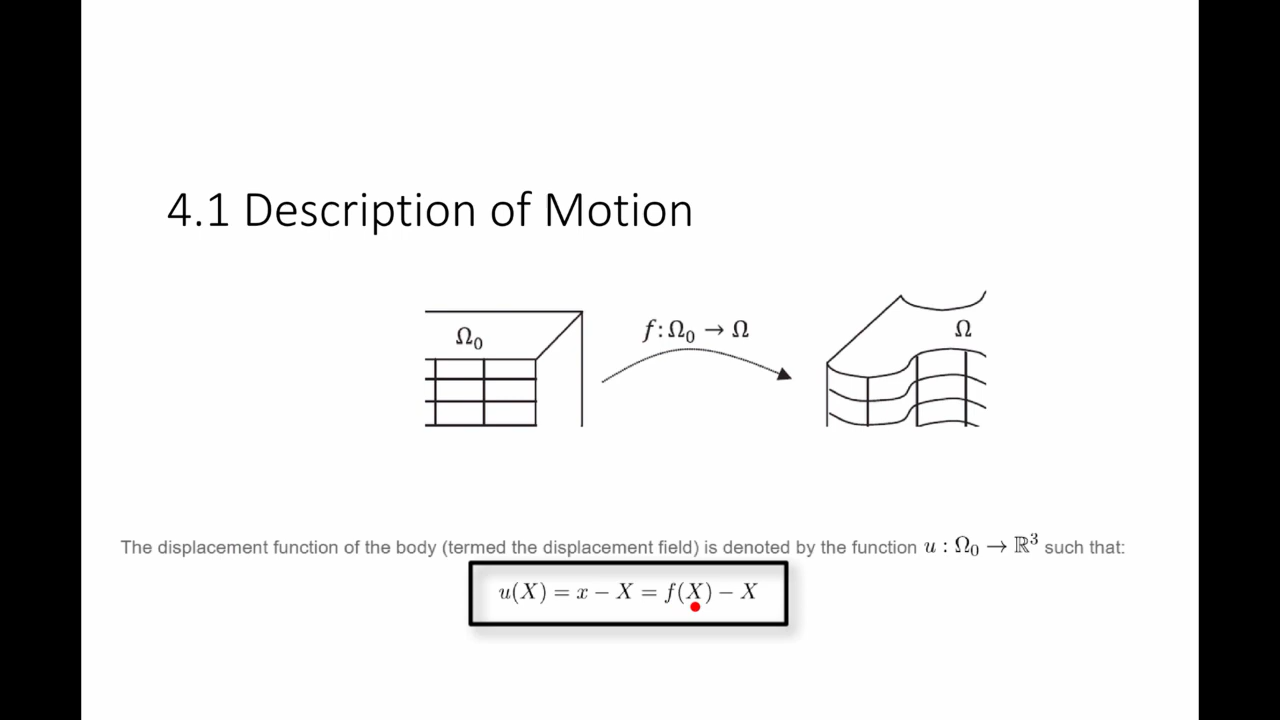 4.1 Description of Motion
Ω₀
f:Ω₀ → Ω
Ω
The displacement function of the body (termed the displacement field) is denoted by the function u : Ω₀ → ℝ³ such that:
u(X) = x − X = f(X) − X